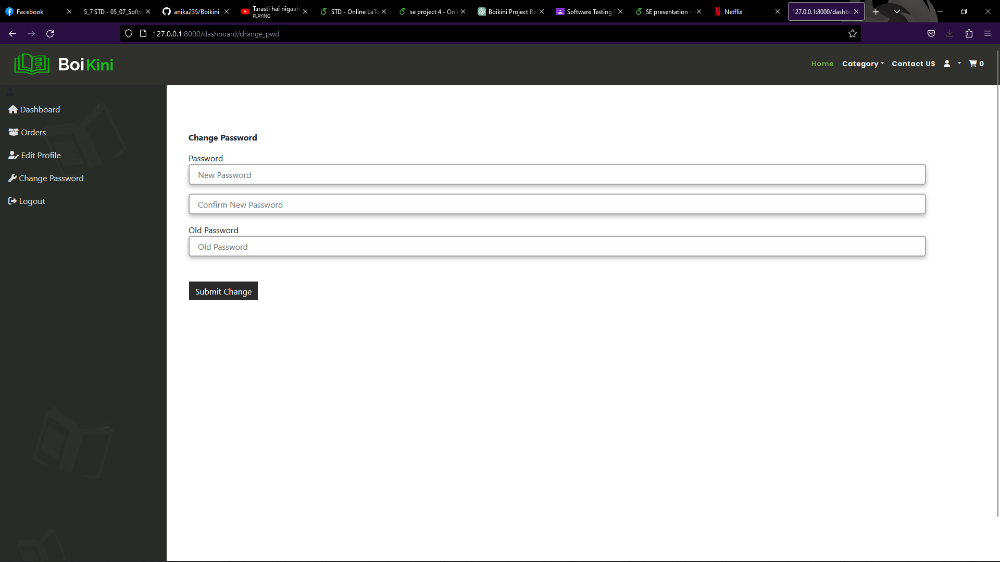 Facebook
5_7 STD - 05_07_Softw
anika235/Boikini
Tarasti hai nigaah
PLAYING
STD - Online LaTe
se project 4 - Onli
Boikini Project Re
Software Testing D
SE presentation -
Netflix
127.0.0.1:8000/dashbo
127.0.0.1:8000/dashboard/change_pwd
BoiKini
Home Category Contact US 0
Dashboard
Orders
Edit Profile
Change Password
Logout
Change Password
Password
New Password
Confirm New Password
Old Password
Old Password
Submit Change